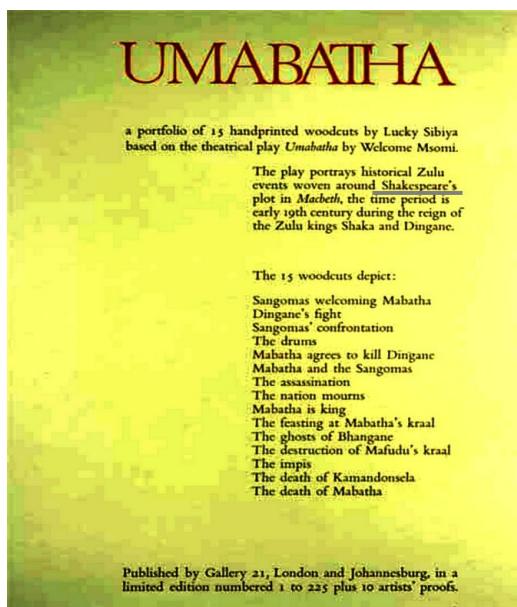 UMABATHA
a portfolio of 15 handprinted woodcuts by Lucky Sibiya
based on the theatrical play Umabatha by Welcome Msomi.
The play portrays historical Zulu
events woven around Shakespeare's
plot in Macbeth, the time period is
early 19th century during the reign of
the Zulu kings Shaka and Dingane.
The 15 woodcuts depict:
Sangomas welcoming Mabatha
Dingane's fight
Sangomas' confrontation
The drums
Mabatha agrees to kill Dingane
Mabatha and the Sangomas
The assassination
The nation mourns
Mabatha is king
The feasting at Mabatha's kraal
The ghosts of Bhangane
The destruction of Mafudu's kraal
The impis
The death of Kamandonsela
The death of Mabatha
Published by Gallery 21, London and Johannesburg, in a
limited edition numbered 1 to 225 plus 10 artists' proofs.